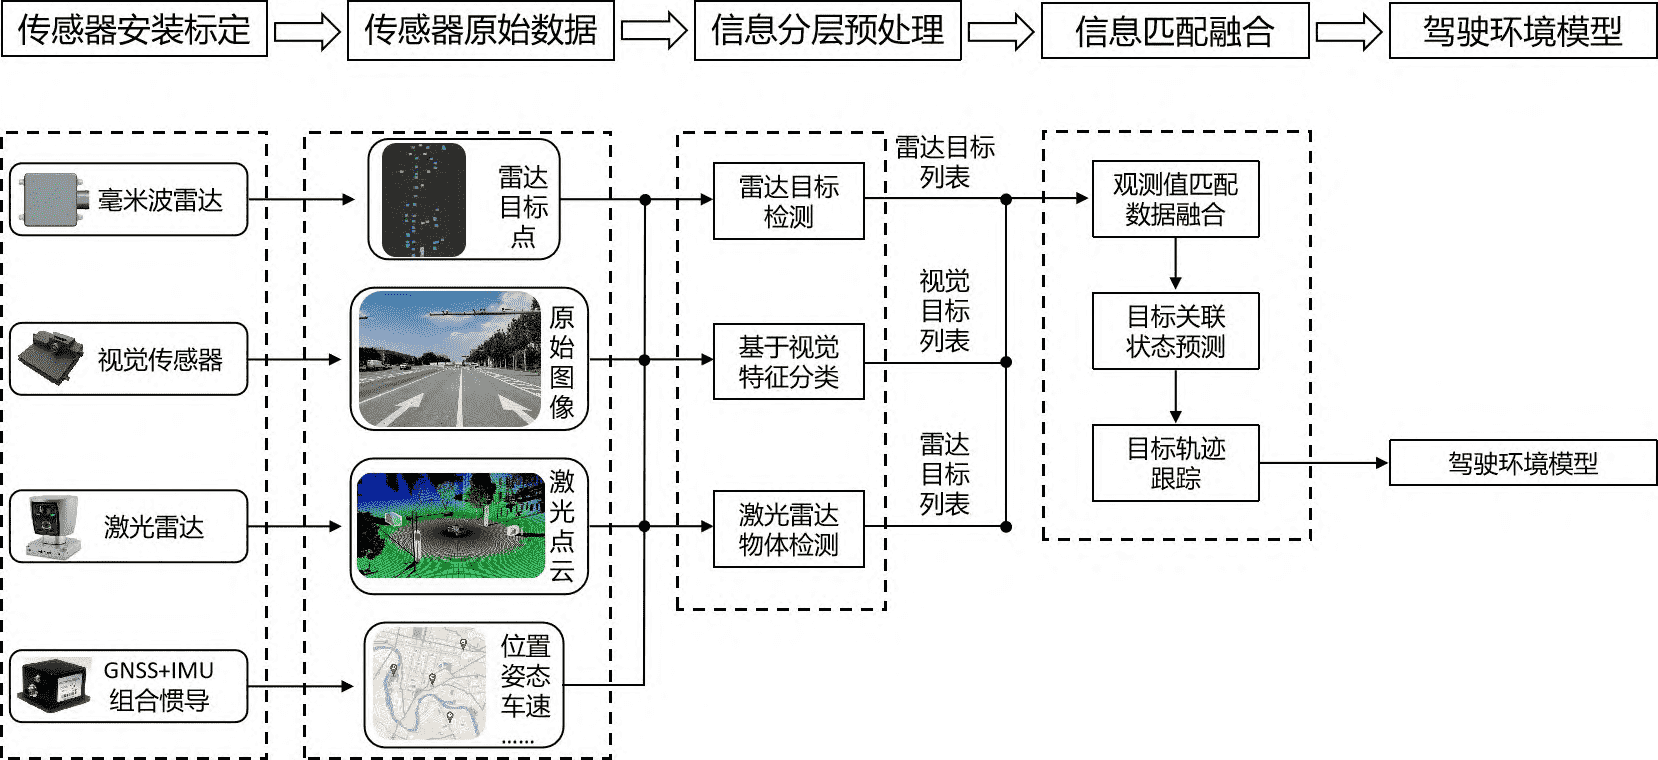 传感器安装标定
传感器原始数据
信息分层预处理
信息匹配融合
驾驶环境模型
毫米波雷达
视觉传感器
激光雷达
GNSS+IMU
组合惯导
雷达
目标
点
原
始
图
像
激
光
点
云
位置
姿态
车速
……
雷达目标
检测
基于视觉
特征分类
激光雷达
物体检测
雷达目标
列表
视觉
目标
列表
雷达
目标
列表
观测值匹配
数据融合
目标关联
状态预测
目标轨迹
跟踪
驾驶环境模型